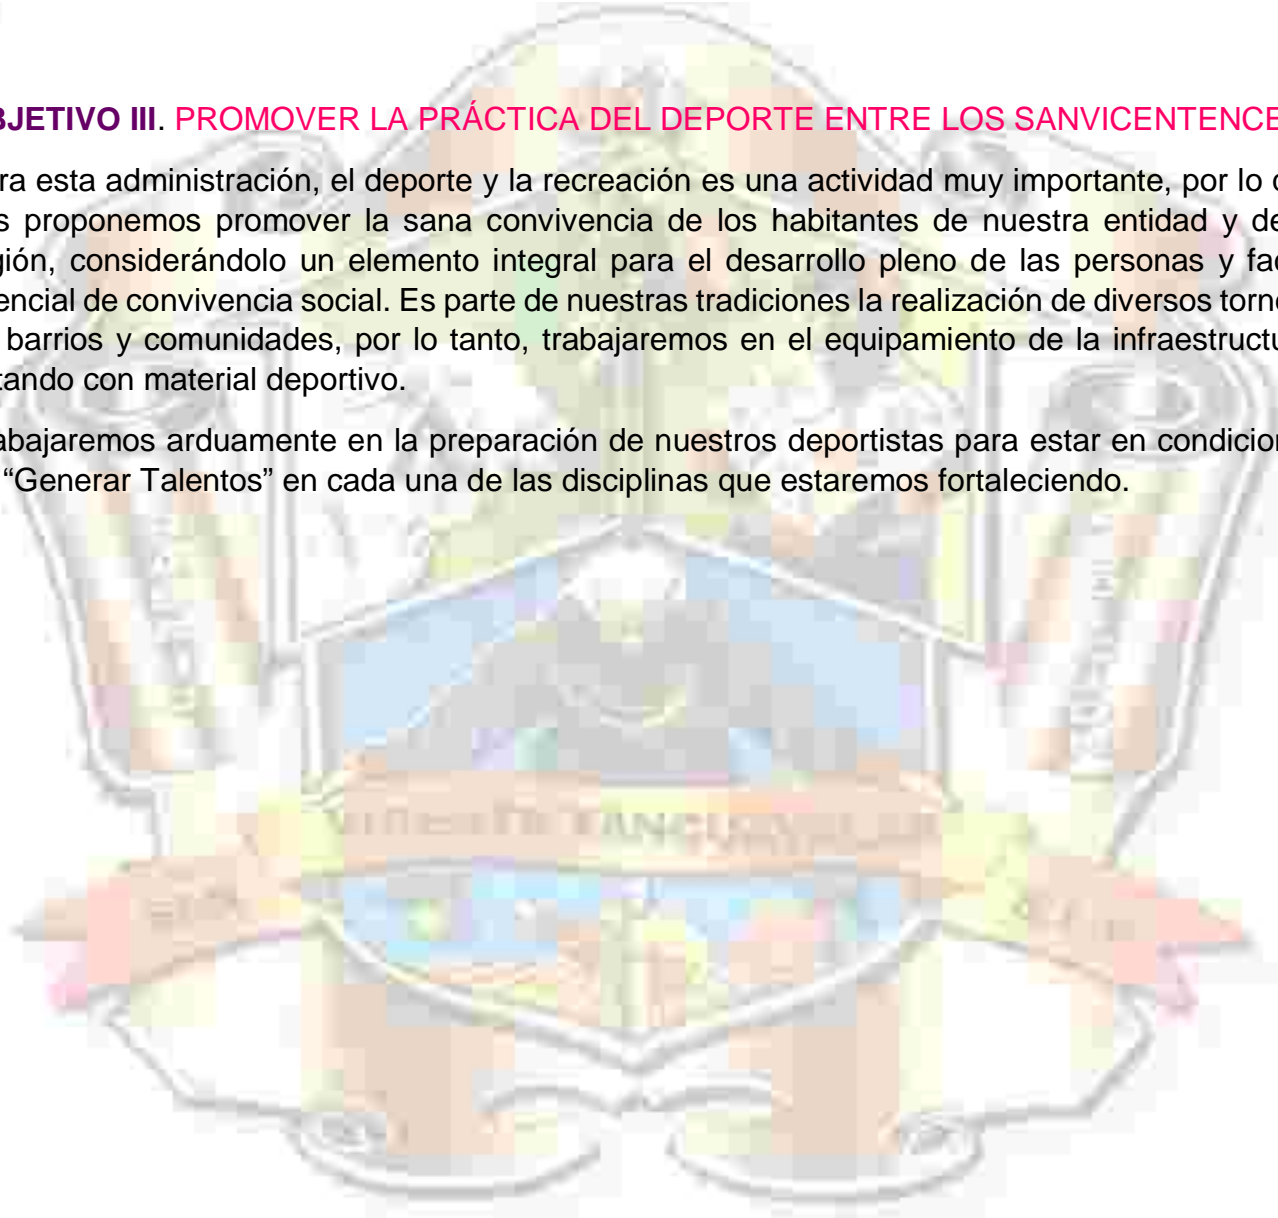 BJETIVO III. PROMOVER LA PRÁCTICA DEL DEPORTE ENTRE LOS SANVICENTENCE
ra esta administración, el deporte y la recreación es una actividad muy importante, por lo
s proponemos promover la sana convivencia de los habitantes de nuestra entidad y de
gión, considerándolo un elemento integral para el desarrollo pleno de las personas y fac
encial de convivencia social. Es parte de nuestras tradiciones la realización de diversos torne
barrios y comunidades, por lo tanto, trabajaremos en el equipamiento de la infraestructu
tando con material deportivo.
abajaremos arduamente en la preparación de nuestros deportistas para estar en condicion
“Generar Talentos” en cada una de las disciplinas que estaremos fortaleciendo.